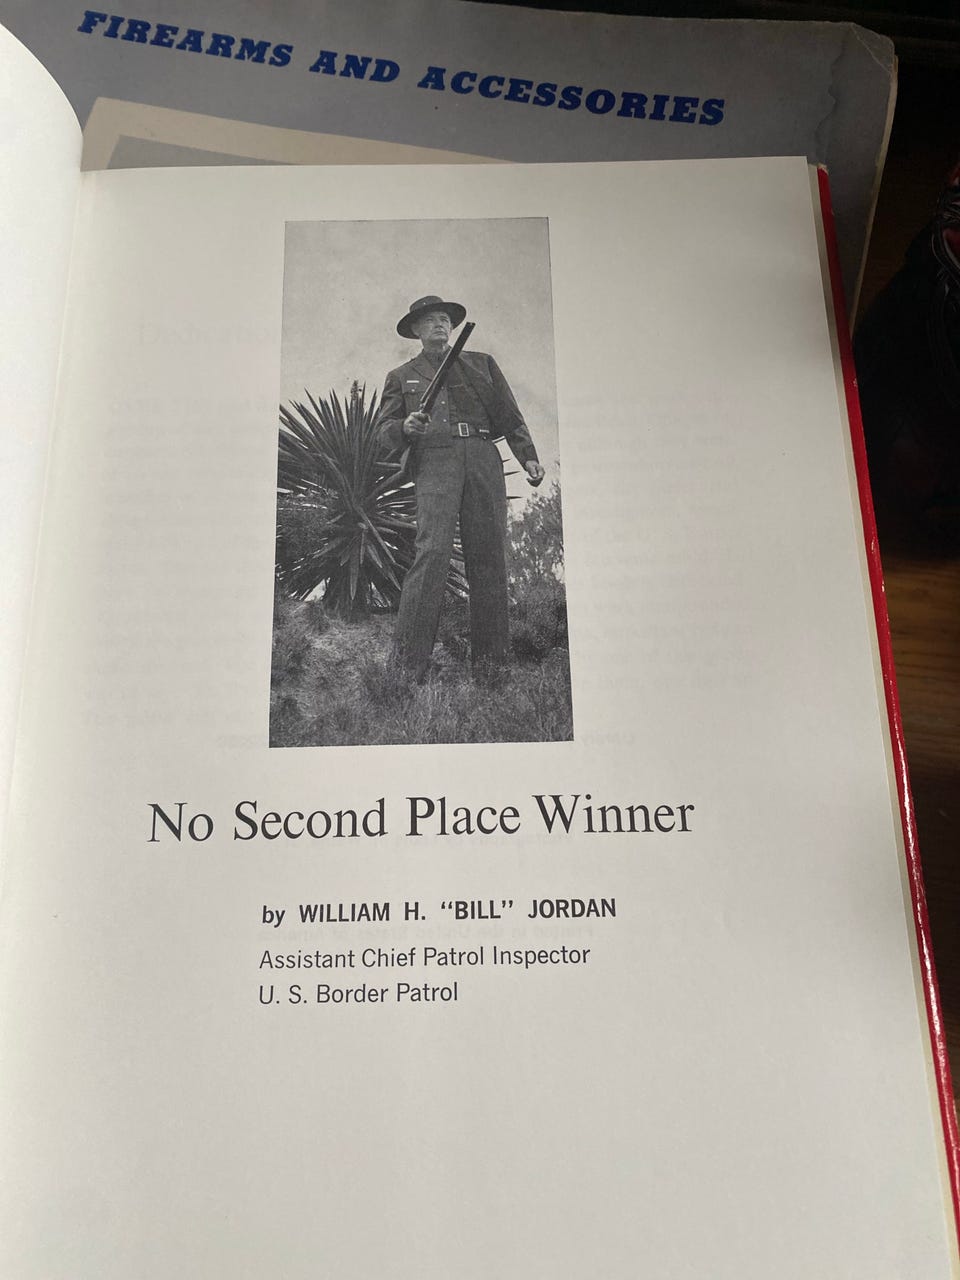 FIREARMS AND ACCESSORIES
No Second Place Winner
by WILLIAM H. “BILL” JORDAN
Assistant Chief Patrol Inspector
U. S. Border Patrol